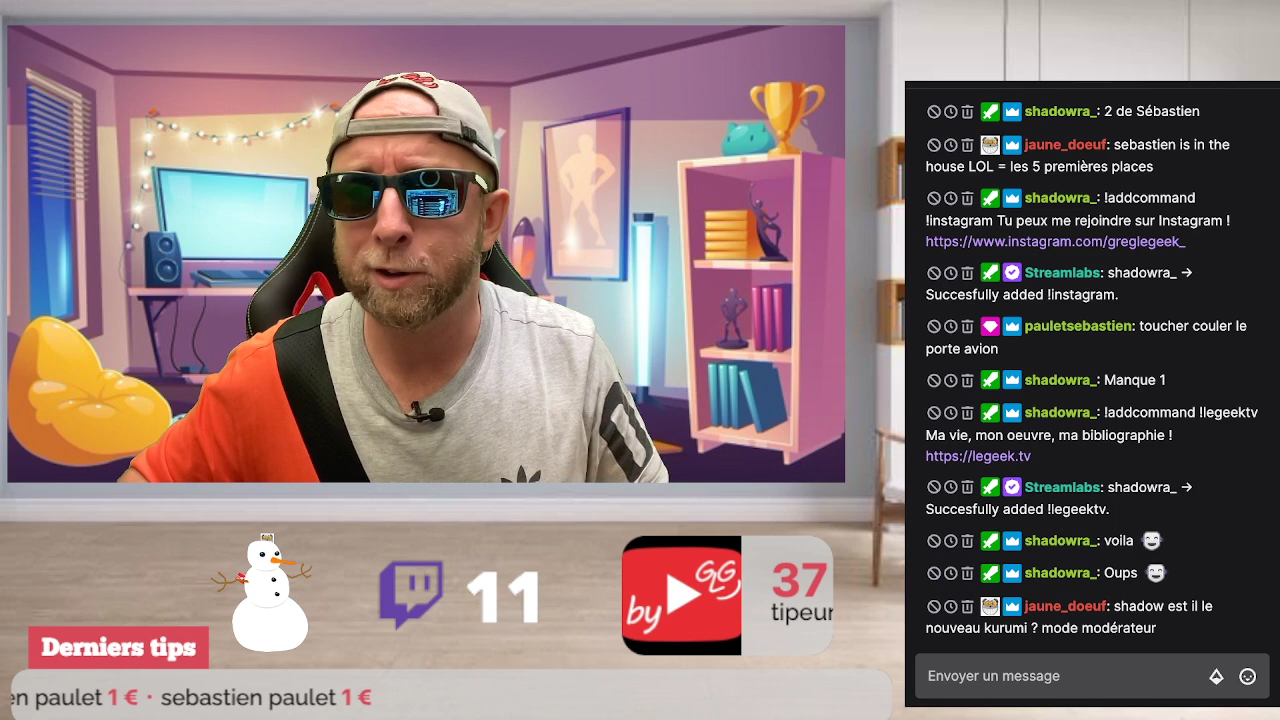 shadowra_: 2 de Sébastien
jaune_doeuf: sebastien is in the
house LOL = les 5 premières places
shadowra_: !addcommand
!instagram Tu peux me rejoindre sur Instagram !
https://www.instagram.com/greglegeek_
Streamlabs: shadowra_ →
Succesfully added !instagram.
pauletsebastien: toucher couler le
porte avion
shadowra_: Manque 1
shadowra_: !addcommand !legeektv
Ma vie, mon oeuvre, ma bibliographie !
https://legeek.tv
Streamlabs: shadowra_ →
Succesfully added !legeektv.
shadowra_: voila
shadowra_: Oups
jaune_doeuf: shadow est il le
nouveau kurumi ? mode modérateur
Envoyer un message
11
by GG
37
tipeur
Derniers tips
en paulet 1 € · sebastien paulet 1 €